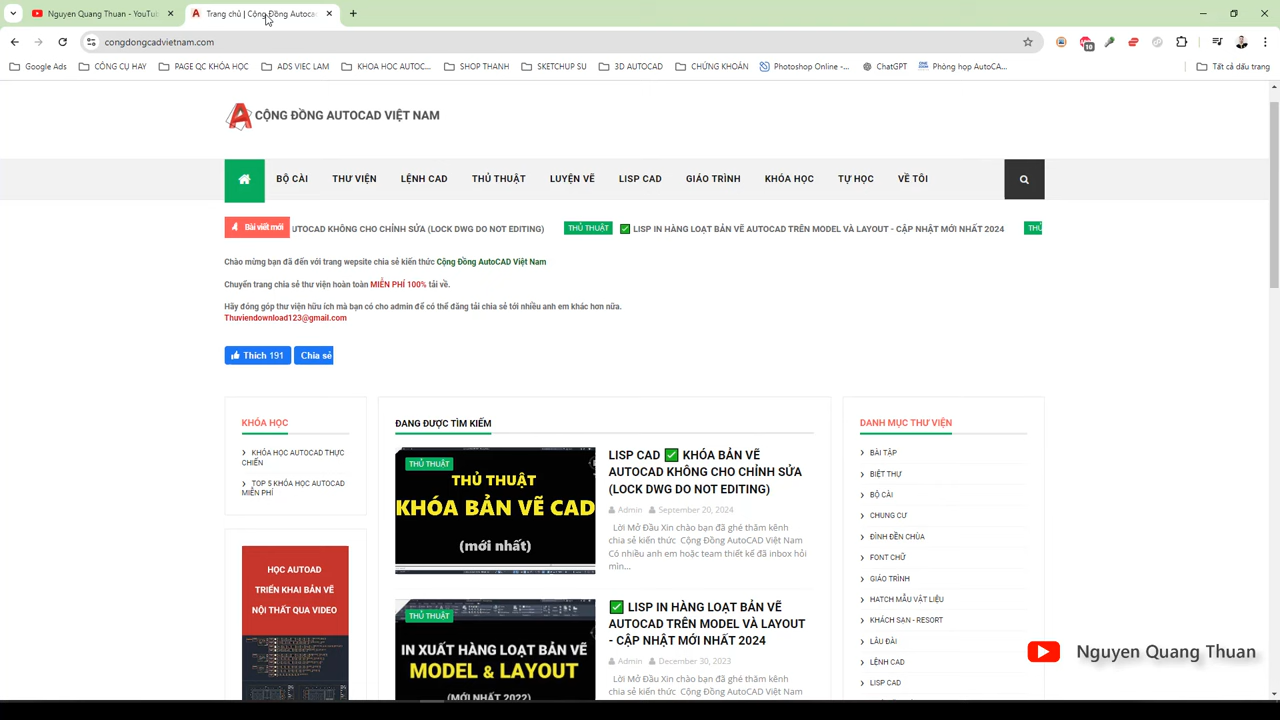 Nguyen Quang Thuan - YouTub
Trang chủ | Cộng Đồng Autocad
congdongcadvietnam.com
10
Google Ads
CÔNG CỤ HAY
PAGE QC KHÓA HỌC
ADS VIEC LAM
KHOA HOC AUTOC...
SHOP THANH
SKETCHUP SU
3D AUTOCAD
CHỨNG KHOÁN
Photoshop Online -...
ChatGPT
Phòng họp AutoCA...
Tất cả dấu trang
CỘNG ĐỒNG AUTOCAD VIỆT NAM
BỘ CÀI
THƯ VIỆN
LỆNH CAD
THỦ THUẬT
LUYỆN VẼ
LISP CAD
GIÁO TRÌNH
KHÓA HỌC
TỰ HỌC
VỀ TÔI
Bài viết mới
UTOCAD KHÔNG CHO CHỈNH SỬA (LOCK DWG DO NOT EDITING)
THỦ THUẬT
✅ LISP IN HÀNG LOẠT BẢN VẼ AUTOCAD TRÊN MODEL VÀ LAYOUT - CẬP NHẬT MỚI NHẤT 2024
THỦ
Chào mừng bạn đã đến với trang wepsite chia sẻ kiến thức Cộng Đồng AutoCAD Việt Nam
Chuyển trang chia sẻ thư viện hoàn toàn MIỄN PHÍ 100% tải về.
Hãy đóng góp thư viện hữu ích mà bạn có cho admin để có thể đăng tải chia sẻ tới nhiều anh em khác hơn nữa.
Thuviendownload123@gmail.com
Thích 191
Chia sẻ
KHÓA HỌC
KHÓA HỌC AUTOCAD THỰC
CHIẾN
TOP 5 KHÓA HỌC AUTOCAD
MIỄN PHÍ
HỌC AUTOAD
TRIỂN KHAI BẢN VẼ
NỘI THẤT QUA VIDEO
ĐANG ĐƯỢC TÌM KIẾM
THỦ THUẬT
THỦ THUẬT
KHÓA BẢN VẼ CAD
(mới nhất)
LISP CAD ✅ KHÓA BẢN VẼ
AUTOCAD KHÔNG CHO CHỈNH SỬA
(LOCK DWG DO NOT EDITING)
Admin September 20, 2024
Lời Mở Đầu Xin chào bạn đã ghé thăm kênh
chia sẻ kiến thức Cộng Đồng AutoCAD Việt Nam
Có nhiều anh em hoặc team thiết kế đã inbox hỏi
mìn...
THỦ THUẬT
IN XUẤT HÀNG LOẠT BẢN VẼ
MODEL & LAYOUT
(MỚI NHẤT 2022)
✅ LISP IN HÀNG LOẠT BẢN VẼ
AUTOCAD TRÊN MODEL VÀ LAYOUT
- CẬP NHẬT MỚI NHẤT 2024
Admin December 30, 2023
Lời Mở Đầu Xin chào bạn đã ghé thăm kênh
chia sẻ kiến thức Cộng Đồng AutoCAD Việt Nam
DANH MỤC THƯ VIỆN
BÀI TẬP
BIỆT THỰ
BỘ CÀI
CHUNG CƯ
ĐÌNH ĐỀN CHÙA
FONT CHỮ
GIÁO TRÌNH
HATCH MẪU VẬT LIỆU
KHÁCH SẠN - RESORT
LÂU ĐÀI
LỆNH CAD
LISP CAD
Nguyen Quang Thuan